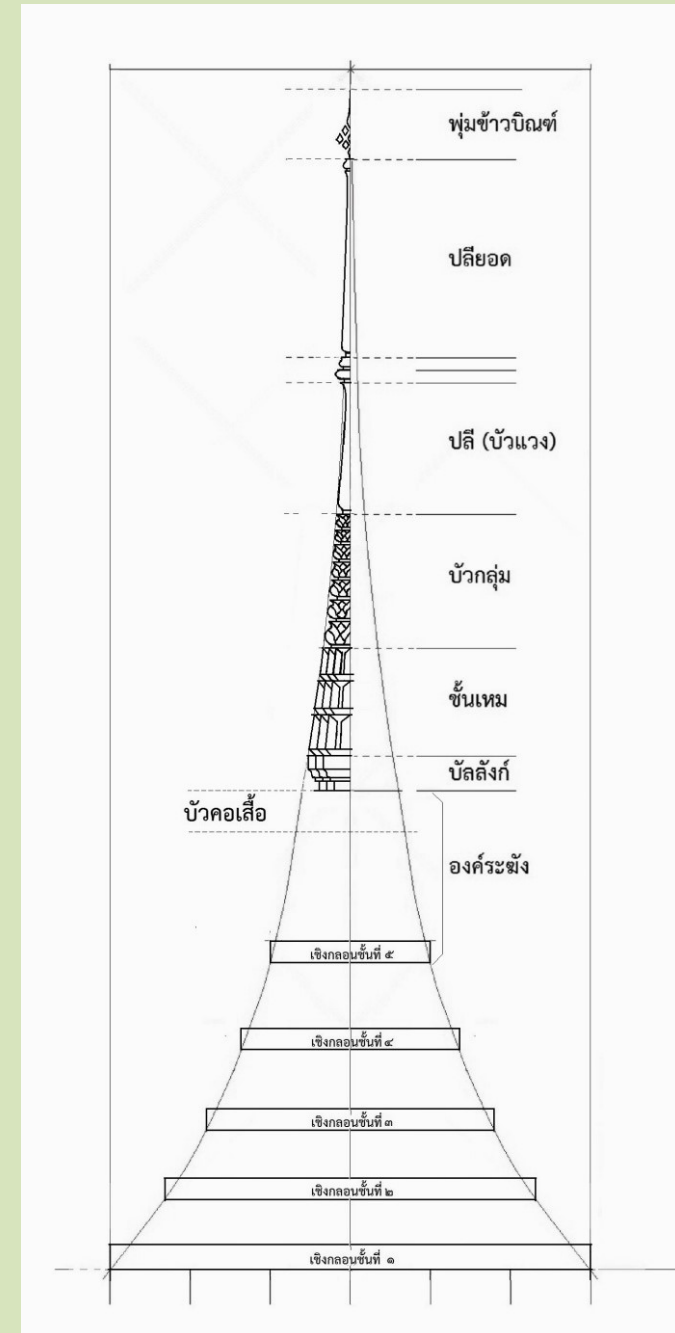 พุ่มข้าวบิณฑ์
ปลียอด
ปลี (บัวแวง)
บัวกลุ่ม
ชั้นเหม
บัลลังก์
บัวคอเสื้อ
องค์ระฆัง
เชิงกลอนชั้นที่ ๕
เชิงกลอนชั้นที่ ๔
เชิงกลอนชั้นที่ ๓
เชิงกลอนชั้นที่ ๒
เชิงกลอนชั้นที่ ๑